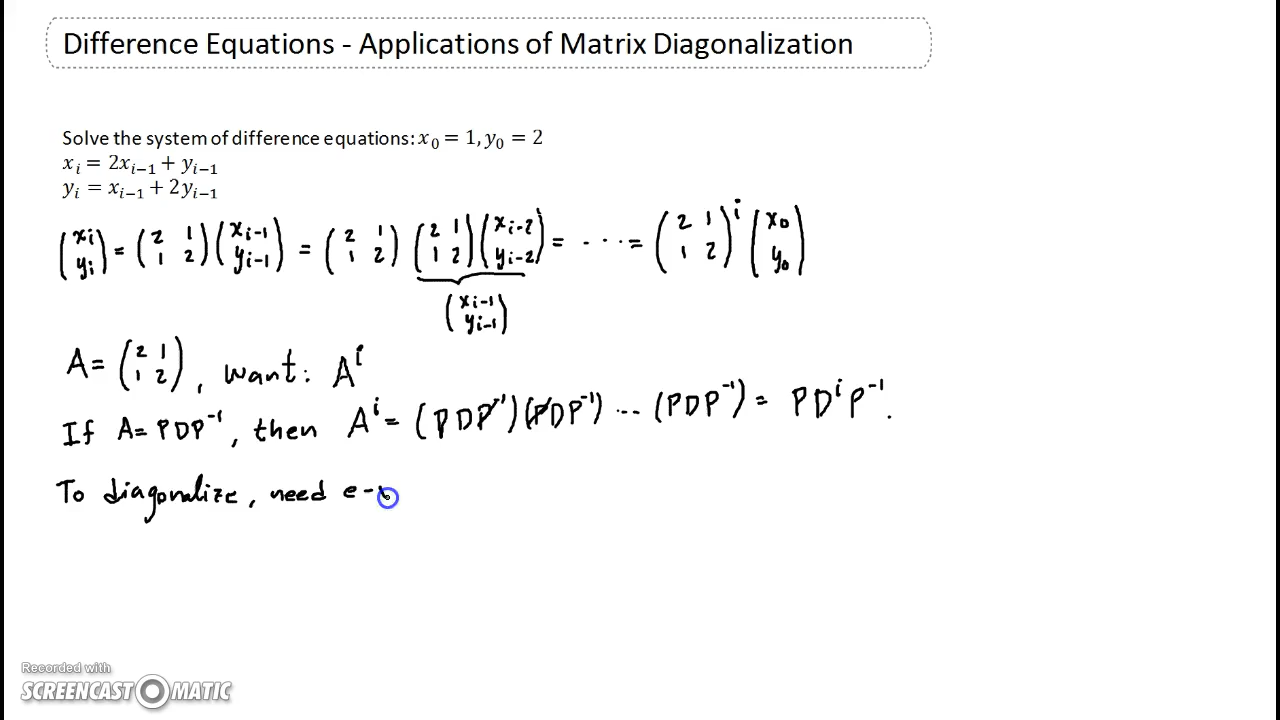 Difference Equations - Applications of Matrix Diagonalization
Solve the system of difference equations: x₀ = 1, y₀ = 2
xᵢ = 2xᵢ₋₁ + yᵢ₋₁
yᵢ = xᵢ₋₁ + 2yᵢ₋₁
(xᵢ; yᵢ) = (2 1; 1 2) (xᵢ₋₁; yᵢ₋₁) = (2 1; 1 2) (2 1; 1 2) (xᵢ₋₂; yᵢ₋₂) = · ·· = (2 1; 1 2)ⁱ (x₀; y₀)
(xᵢ₋₁; yᵢ₋₁)
A = (2 1; 1 2), want: Aⁱ
If A = PDP⁻¹, then Aⁱ = (PDP⁻¹)(PDP⁻¹) ··· (PDP⁻¹) = PDⁱP⁻¹.
To diagonalize, need e-
Recorded with
SCREENCAST O MATIC